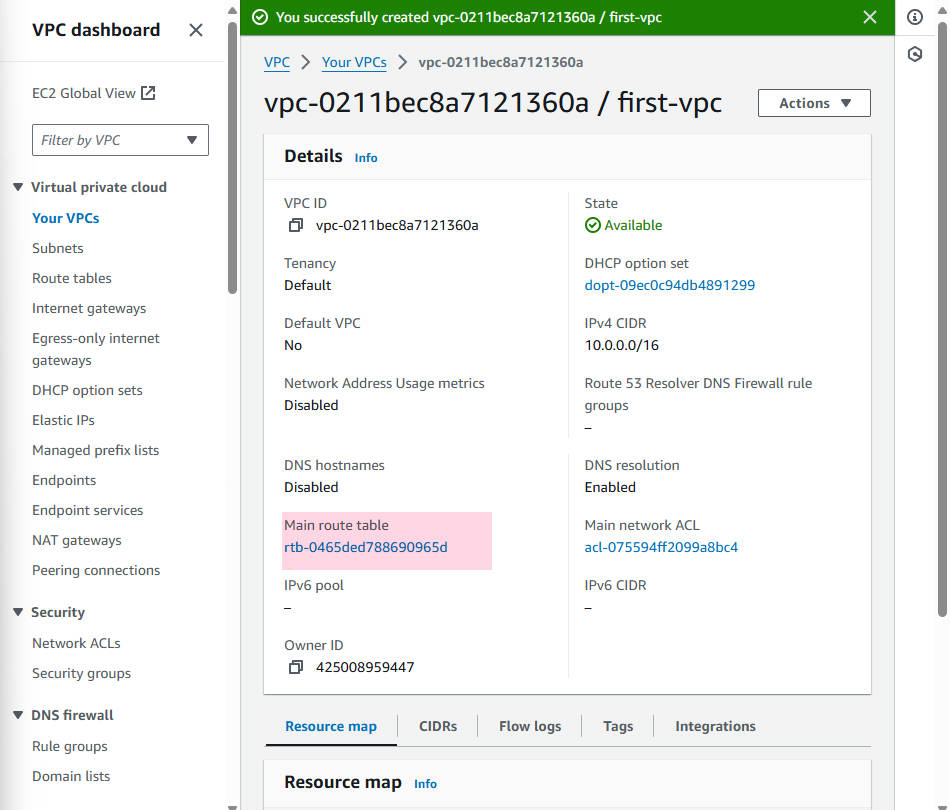 VPC dashboard
EC2 Global View
Filter by VPC
Virtual private cloud
Your VPCs
Subnets
Route tables
Internet gateways
Egress-only internet
gateways
DHCP option sets
Elastic IPs
Managed prefix lists
Endpoints
Endpoint services
NAT gateways
Peering connections
Security
Network ACLs
Security groups
DNS firewall
Rule groups
Domain lists
You successfully created vpc-0211bec8a7121360a / first-vpc
VPC > Your VPCs > vpc-0211bec8a7121360a
vpc-0211bec8a7121360a / first-vpc
Actions
Details Info
VPC ID
vpc-0211bec8a7121360a
State
Available
Tenancy
Default
DHCP option set
dopt-09ec0c94db4891299
Default VPC
No
IPv4 CIDR
10.0.0.0/16
Network Address Usage metrics
Disabled
Route 53 Resolver DNS Firewall rule
groups
–
DNS hostnames
Disabled
DNS resolution
Enabled
Main route table
rtb-0465ded788690965d
Main network ACL
acl-075594ff2099a8bc4
IPv6 pool
–
IPv6 CIDR
–
Owner ID
425008959447
Resource map
CIDRs
Flow logs
Tags
Integrations
Resource map Info